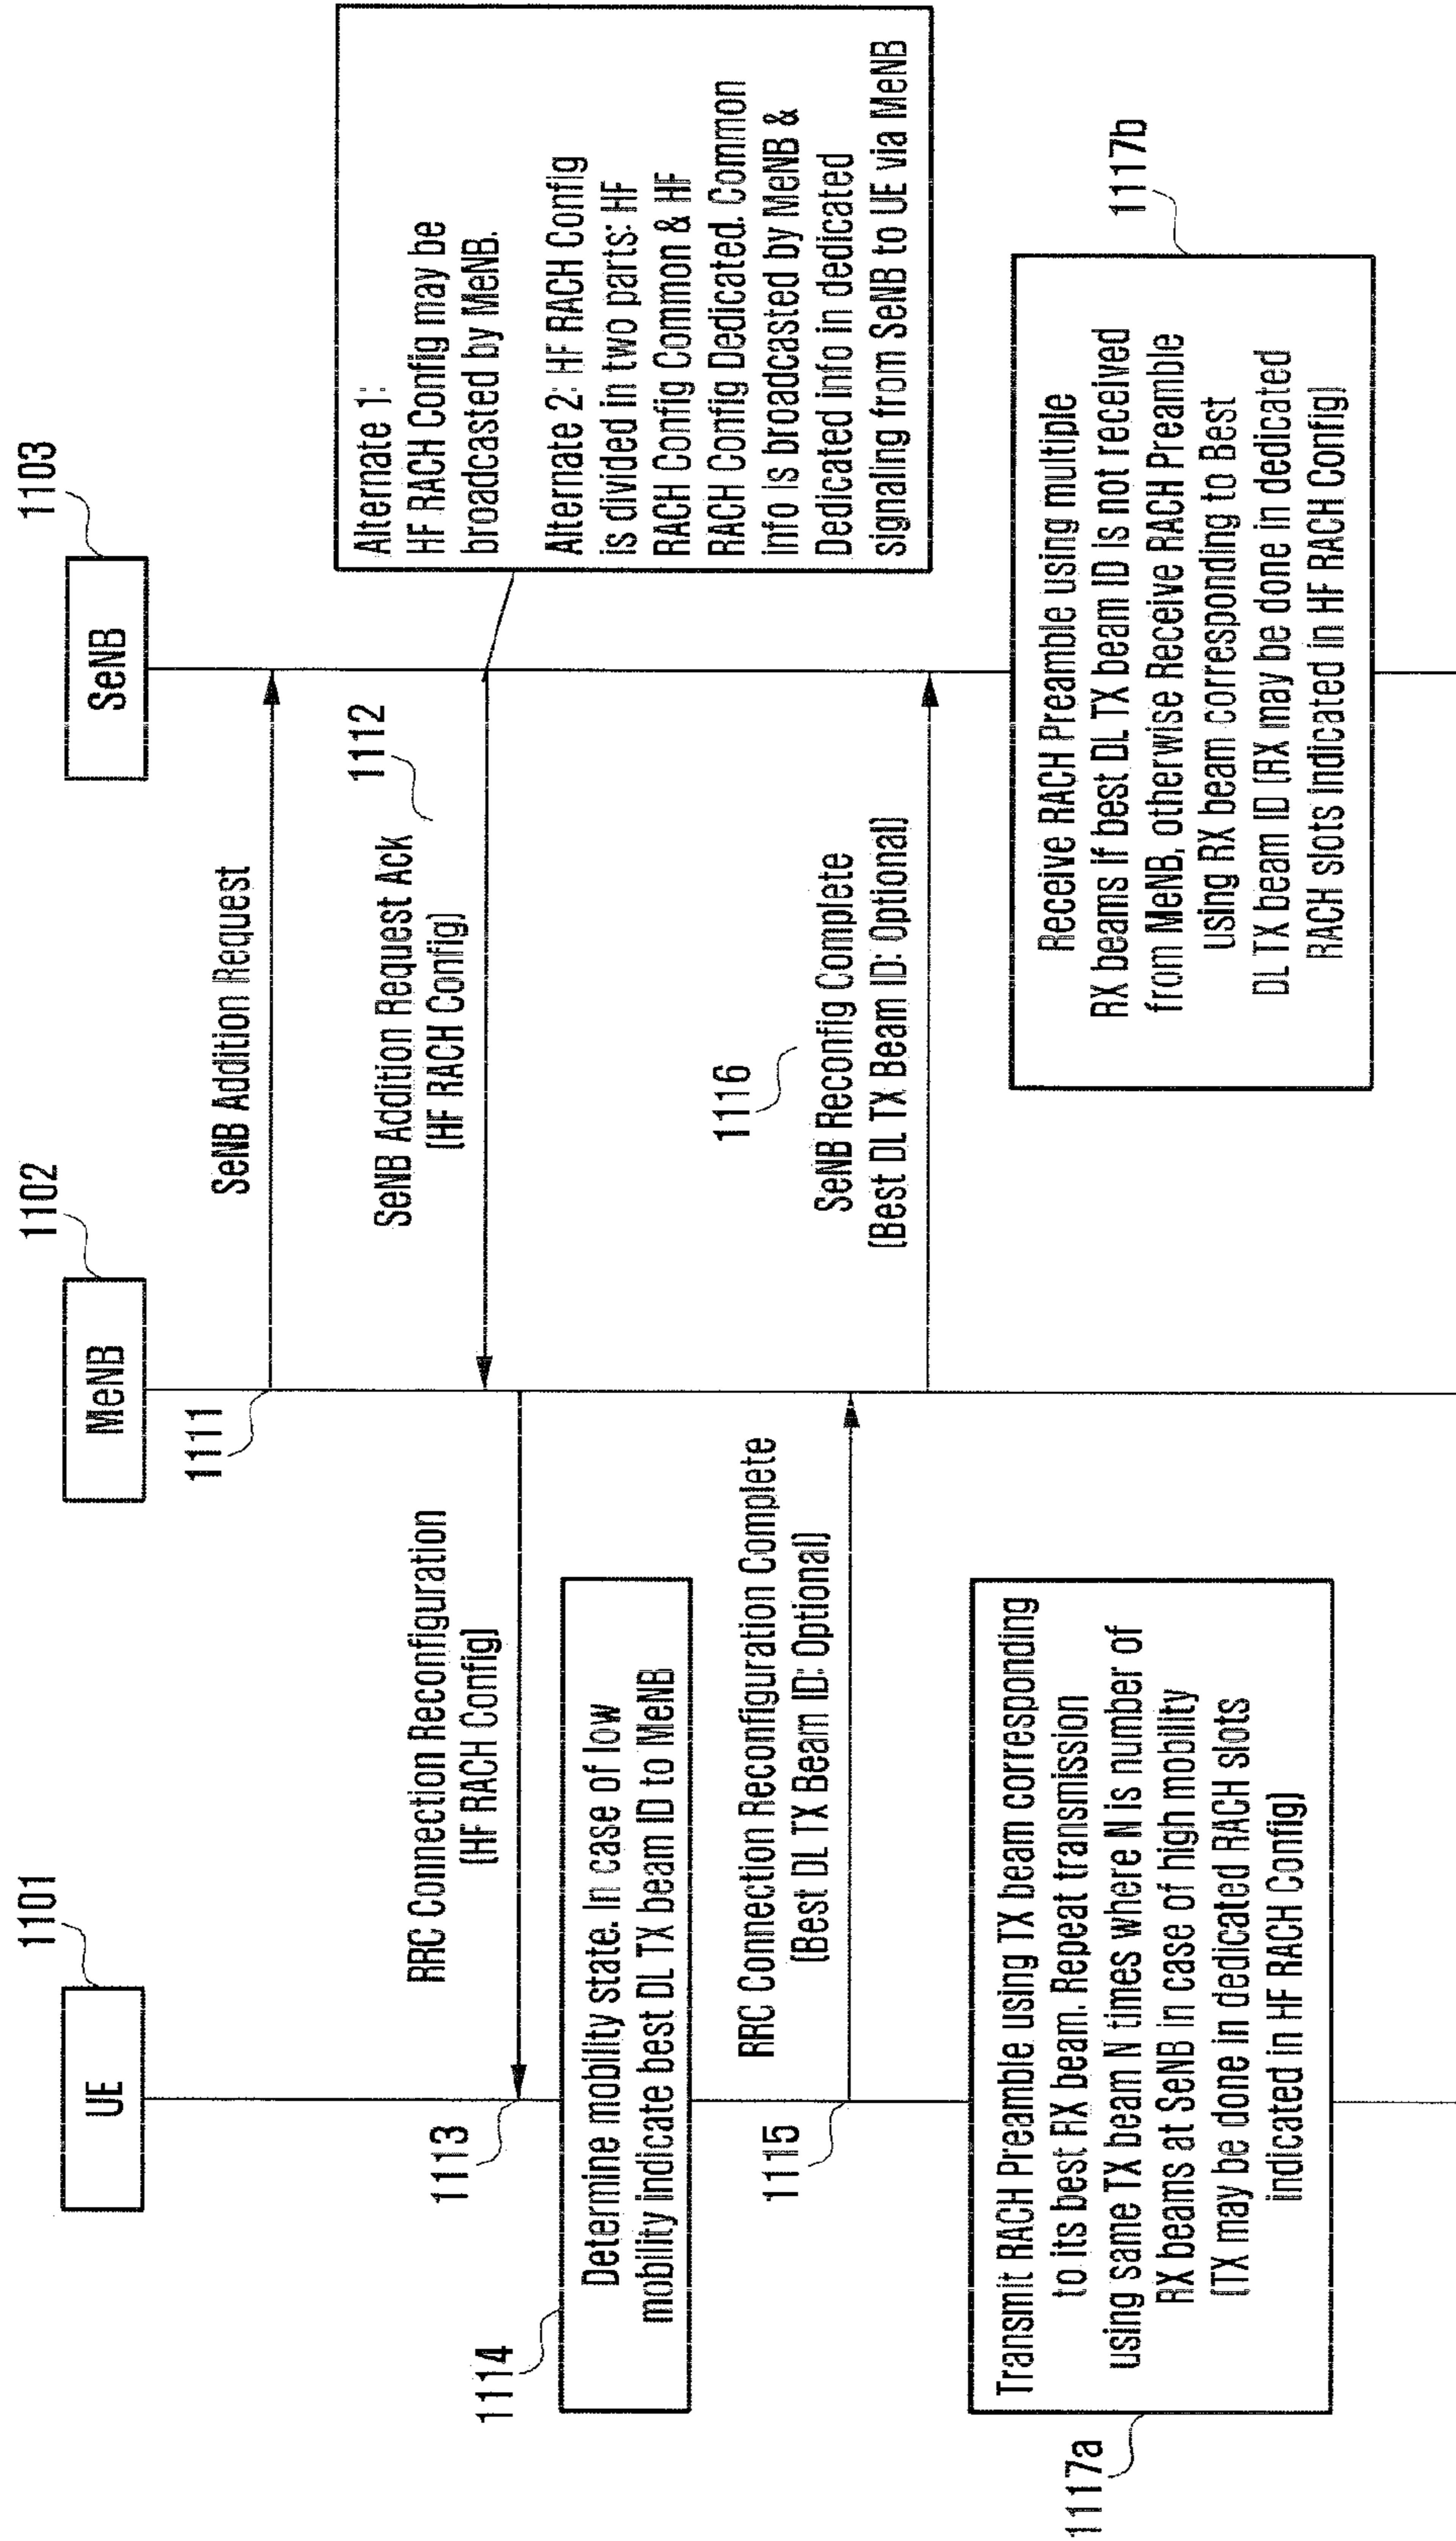 1101
UE
1102
MeNB
1103
SeNB
1111
SeNB Addition Request
1112
SeNB Addition Request Ack
(HF RACH Config)
Alternate 1:
HF RACH Config may be
broadcasted by MeNB.
Alternate 2: HF RACH Config
is divided in two parts: HF
RACH Config Common & HF
RACH Config Dedicated. Common
info is broadcasted by MeNB &
Dedicated info in dedicated
signaling from SeNB to UE via MeNB
RRC Connection Reconfiguration
(HF RACH Config)
1113
1114
Determine mobility state. In case of low
mobility indicate best DL TX beam ID to MeNB
RRC Connection Reconfiguration Complete
(Best DL TX Beam ID: Optional)
1115
1116
SeNB Reconfig Complete
(Best DL TX Beam ID: Optional)
1117a
Transmit RACH Preamble using TX beam corresponding
to its best RX beam. Repeat transmission
using same TX beam N times where N is number of
RX beams at SeNB in case of high mobility
(TX may be done in dedicated RACH slots
indicated in HF RACH Config)
1117b
Receive RACH Preamble using multiple
RX beams if best DL TX beam ID is not received
from MeNB, otherwise Receive RACH Preamble
using RX beam corresponding to Best
DL TX beam ID (RX may be done in dedicated
RACH slots indicated in HF RACH Config)